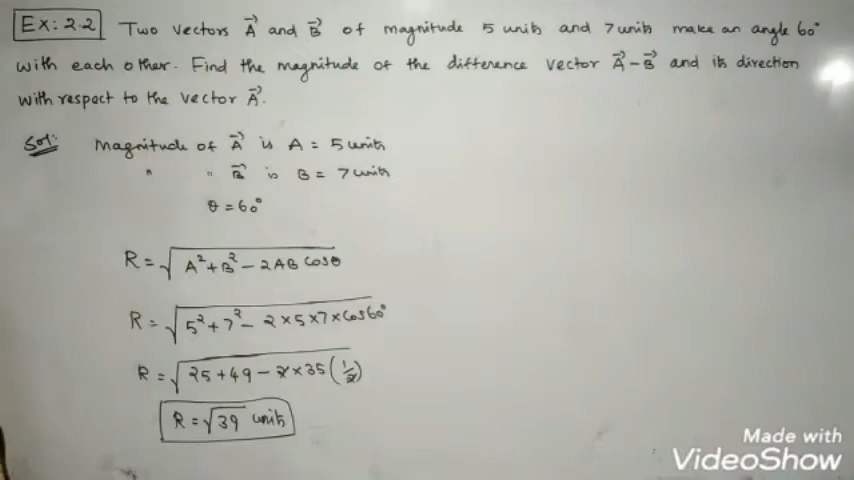 Ex: 2.2 Two vectors A⃗ and B⃗ of magnitude 5 units and 7 units make an angle 60°
with each other. Find the magnitude of the difference vector A⃗ - B⃗ and its direction
with respact to the vector A⃗.
Sol: Magnitude of A⃗ is A = 5 units
" " B⃗ is B = 7 units
θ = 60°
R = √(A² + B² - 2AB cosθ)
R = √(5² + 7² - 2×5×7×cos60°)
R = √(25 + 49 - 2×35(1/2))
R = √39 units
Made with
VideoShow